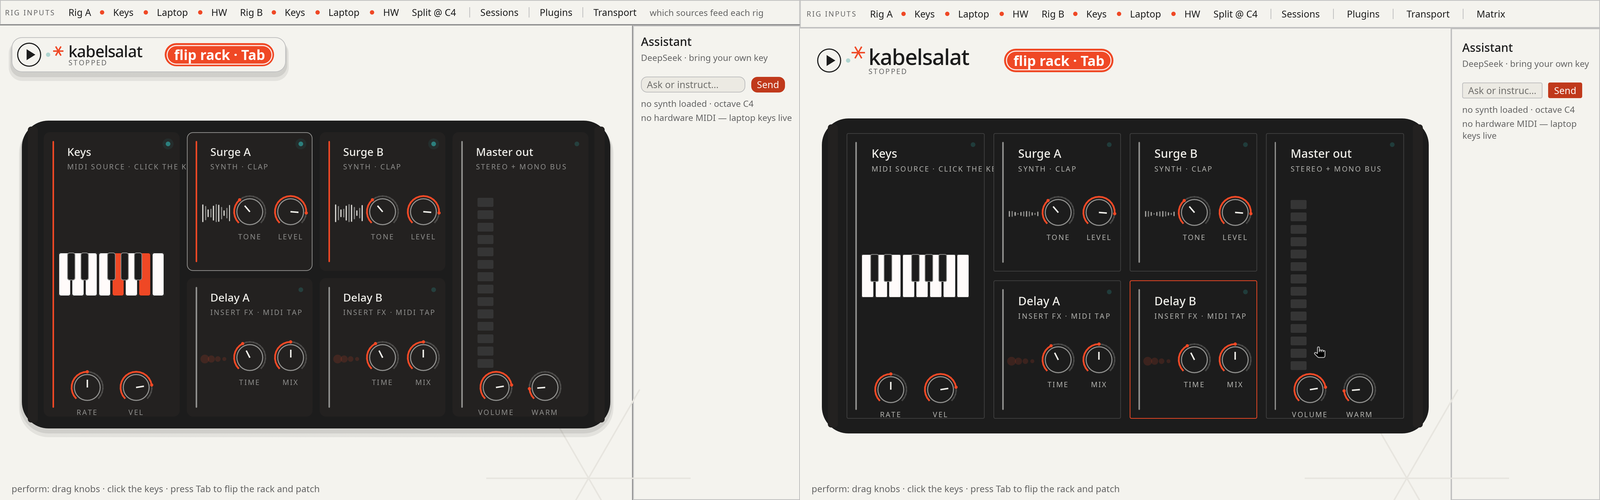 RIG INPUTS Rig A Keys Laptop HW Rig B Keys Laptop HW Split @ C4 Sessions Plugins Transport which sources feed each rig
kabelsalat
STOPPED
flip rack · Tab
Assistant
DeepSeek · bring your own key
Ask or instruct... Send
no synth loaded · octave C4
no hardware MIDI — laptop keys live
Keys
MIDI SOURCE · CLICK THE K
Surge A
SYNTH · CLAP
Surge B
SYNTH · CLAP
Master out
STEREO + MONO BUS
TONE LEVEL TONE LEVEL
Delay A
INSERT FX · MIDI TAP
Delay B
INSERT FX · MIDI TAP
TIME MIX TIME MIX
RATE VEL VOLUME WARM
perform: drag knobs · click the keys · press Tab to flip the rack and patch
RIG INPUTS Rig A Keys Laptop HW Rig B Keys Laptop HW Split @ C4 Sessions Plugins Transport Matrix
kabelsalat
STOPPED
flip rack · Tab
Assistant
DeepSeek · bring your own key
Ask or instruc... Send
no synth loaded · octave C4
no hardware MIDI — laptop
keys live
Keys
MIDI SOURCE · CLICK THE KE
Surge A
SYNTH · CLAP
Surge B
SYNTH · CLAP
Master out
STEREO + MONO BUS
TONE LEVEL TONE LEVEL
Delay A
INSERT FX · MIDI TAP
Delay B
INSERT FX · MIDI TAP
TIME MIX TIME MIX
RATE VEL VOLUME WARM
perform: drag knobs · click the keys · press Tab to flip the rack and patch